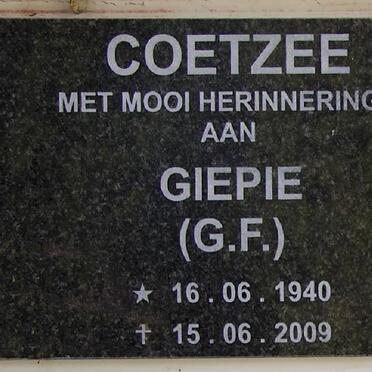 COETZEE
MET MOOI HERINNERING
AAN
GIEPIE
(G.F.)
★ 16 . 06 . 1940
✝ 15 . 06 . 2009